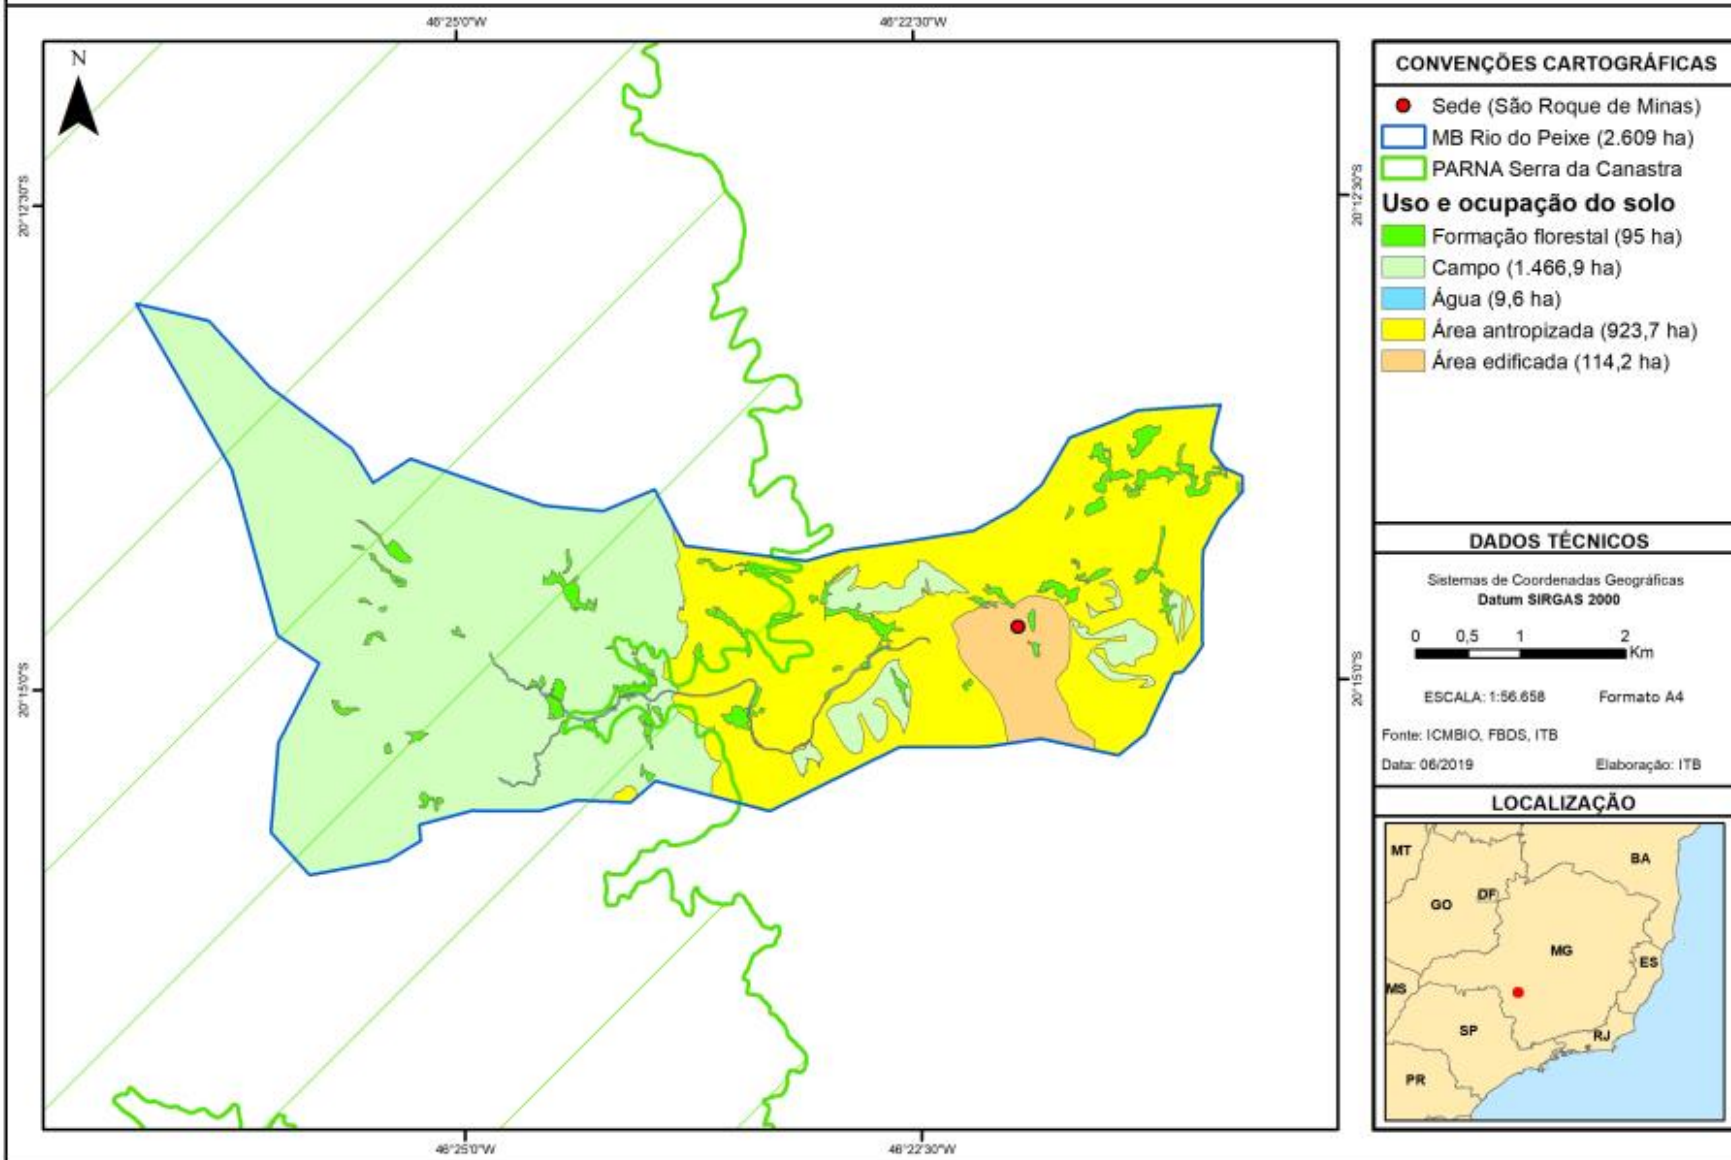 46°25'0"W
46°22'30"W
N
20°12'30"S
20°12'30"S
20°15'0"S
20°15'0"S
46°25'0"W
46°22'30"W
CONVENÇÕES CARTOGRÁFICAS
Sede (São Roque de Minas)
MB Rio do Peixe (2.609 ha)
PARNA Serra da Canastra
Uso e ocupação do solo
Formação florestal (95 ha)
Campo (1.466,9 ha)
Água (9,6 ha)
Área antropizada (923,7 ha)
Área edificada (114,2 ha)
DADOS TÉCNICOS
Sistemas de Coordenadas Geográficas
Datum SIRGAS 2000
0 0,5 1 2
Km
ESCALA: 1:56.658 Formato A4
Fonte: ICMBIO, FBDS, ITB
Data: 06/2019 Elaboração: ITB
LOCALIZAÇÃO
MT
BA
DF
GO
MG
ES
MS
SP
RJ
PR